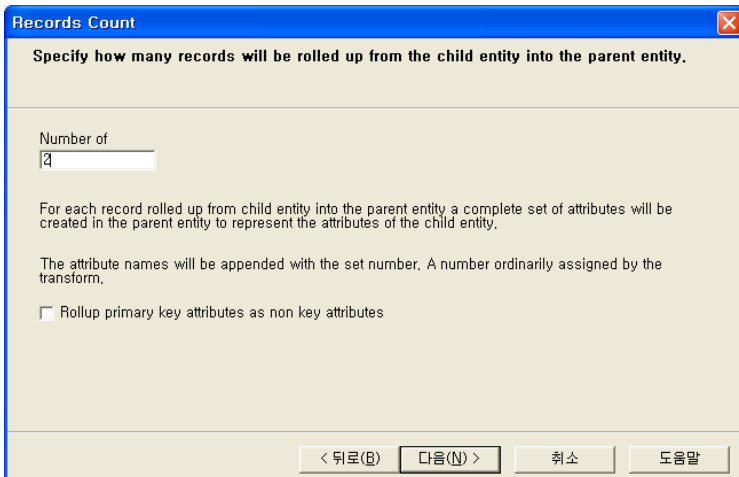 Records Count
Specify how many records will be rolled up from the child entity into the parent entity.
Number of
2
For each record rolled up from child entity into the parent entity a complete set of attributes will be
created in the parent entity to represent the attributes of the child entity.
The attribute names will be appended with the set number. A number ordinarily assigned by the
transform.
Rollup primary key attributes as non key attributes
< 뒤로(B) 다음(N) > 취소 도움말